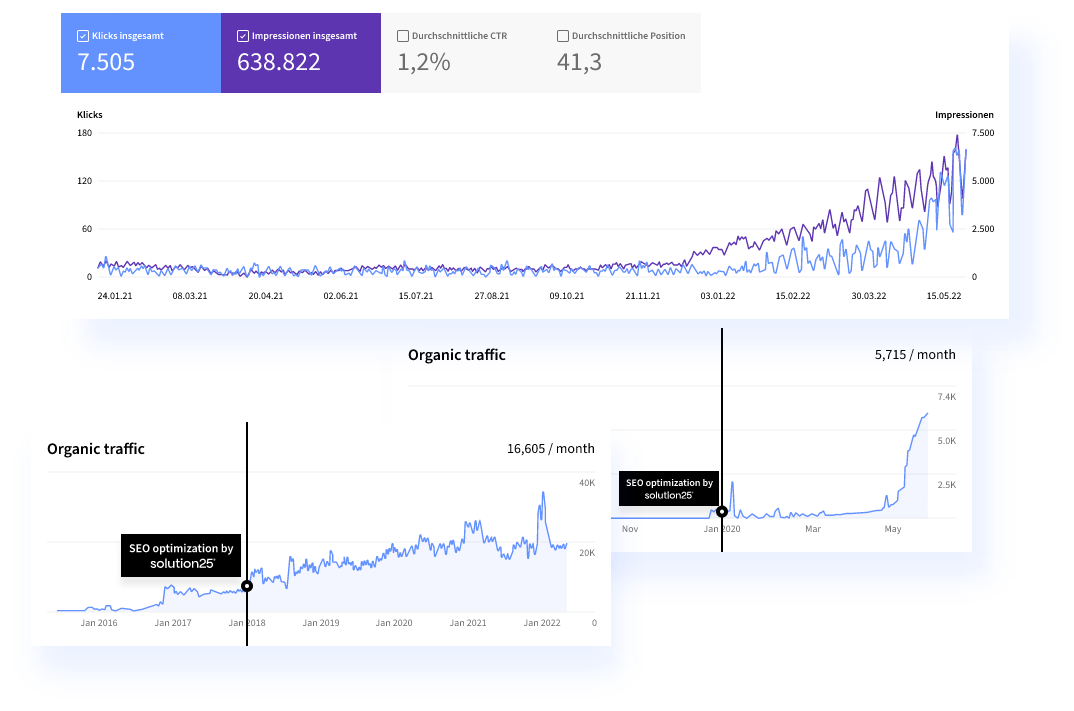 Klicks insgesamt
7.505
Impressionen insgesamt
638.822
Durchschnittliche CTR
1,2%
Durchschnittliche Position
41,3
Klicks
Impressionen
180
7.500
120
5.000
60
2.500
0
0
24.01.21 08.03.21 20.04.21 02.06.21 15.07.21 27.08.21 09.10.21 21.11.21 03.01.22 15.02.22 30.03.22 15.05.22
Organic traffic
5,715 / month
7.4K
5.0K
2.5K
SEO optimization by
solution25
Nov Jan 2020 Mar May
Organic traffic
16,605 / month
40K
20K
SEO optimization by
solution25
Jan 2016 Jan 2017 Jan 2018 Jan 2019 Jan 2020 Jan 2021 Jan 2022 0